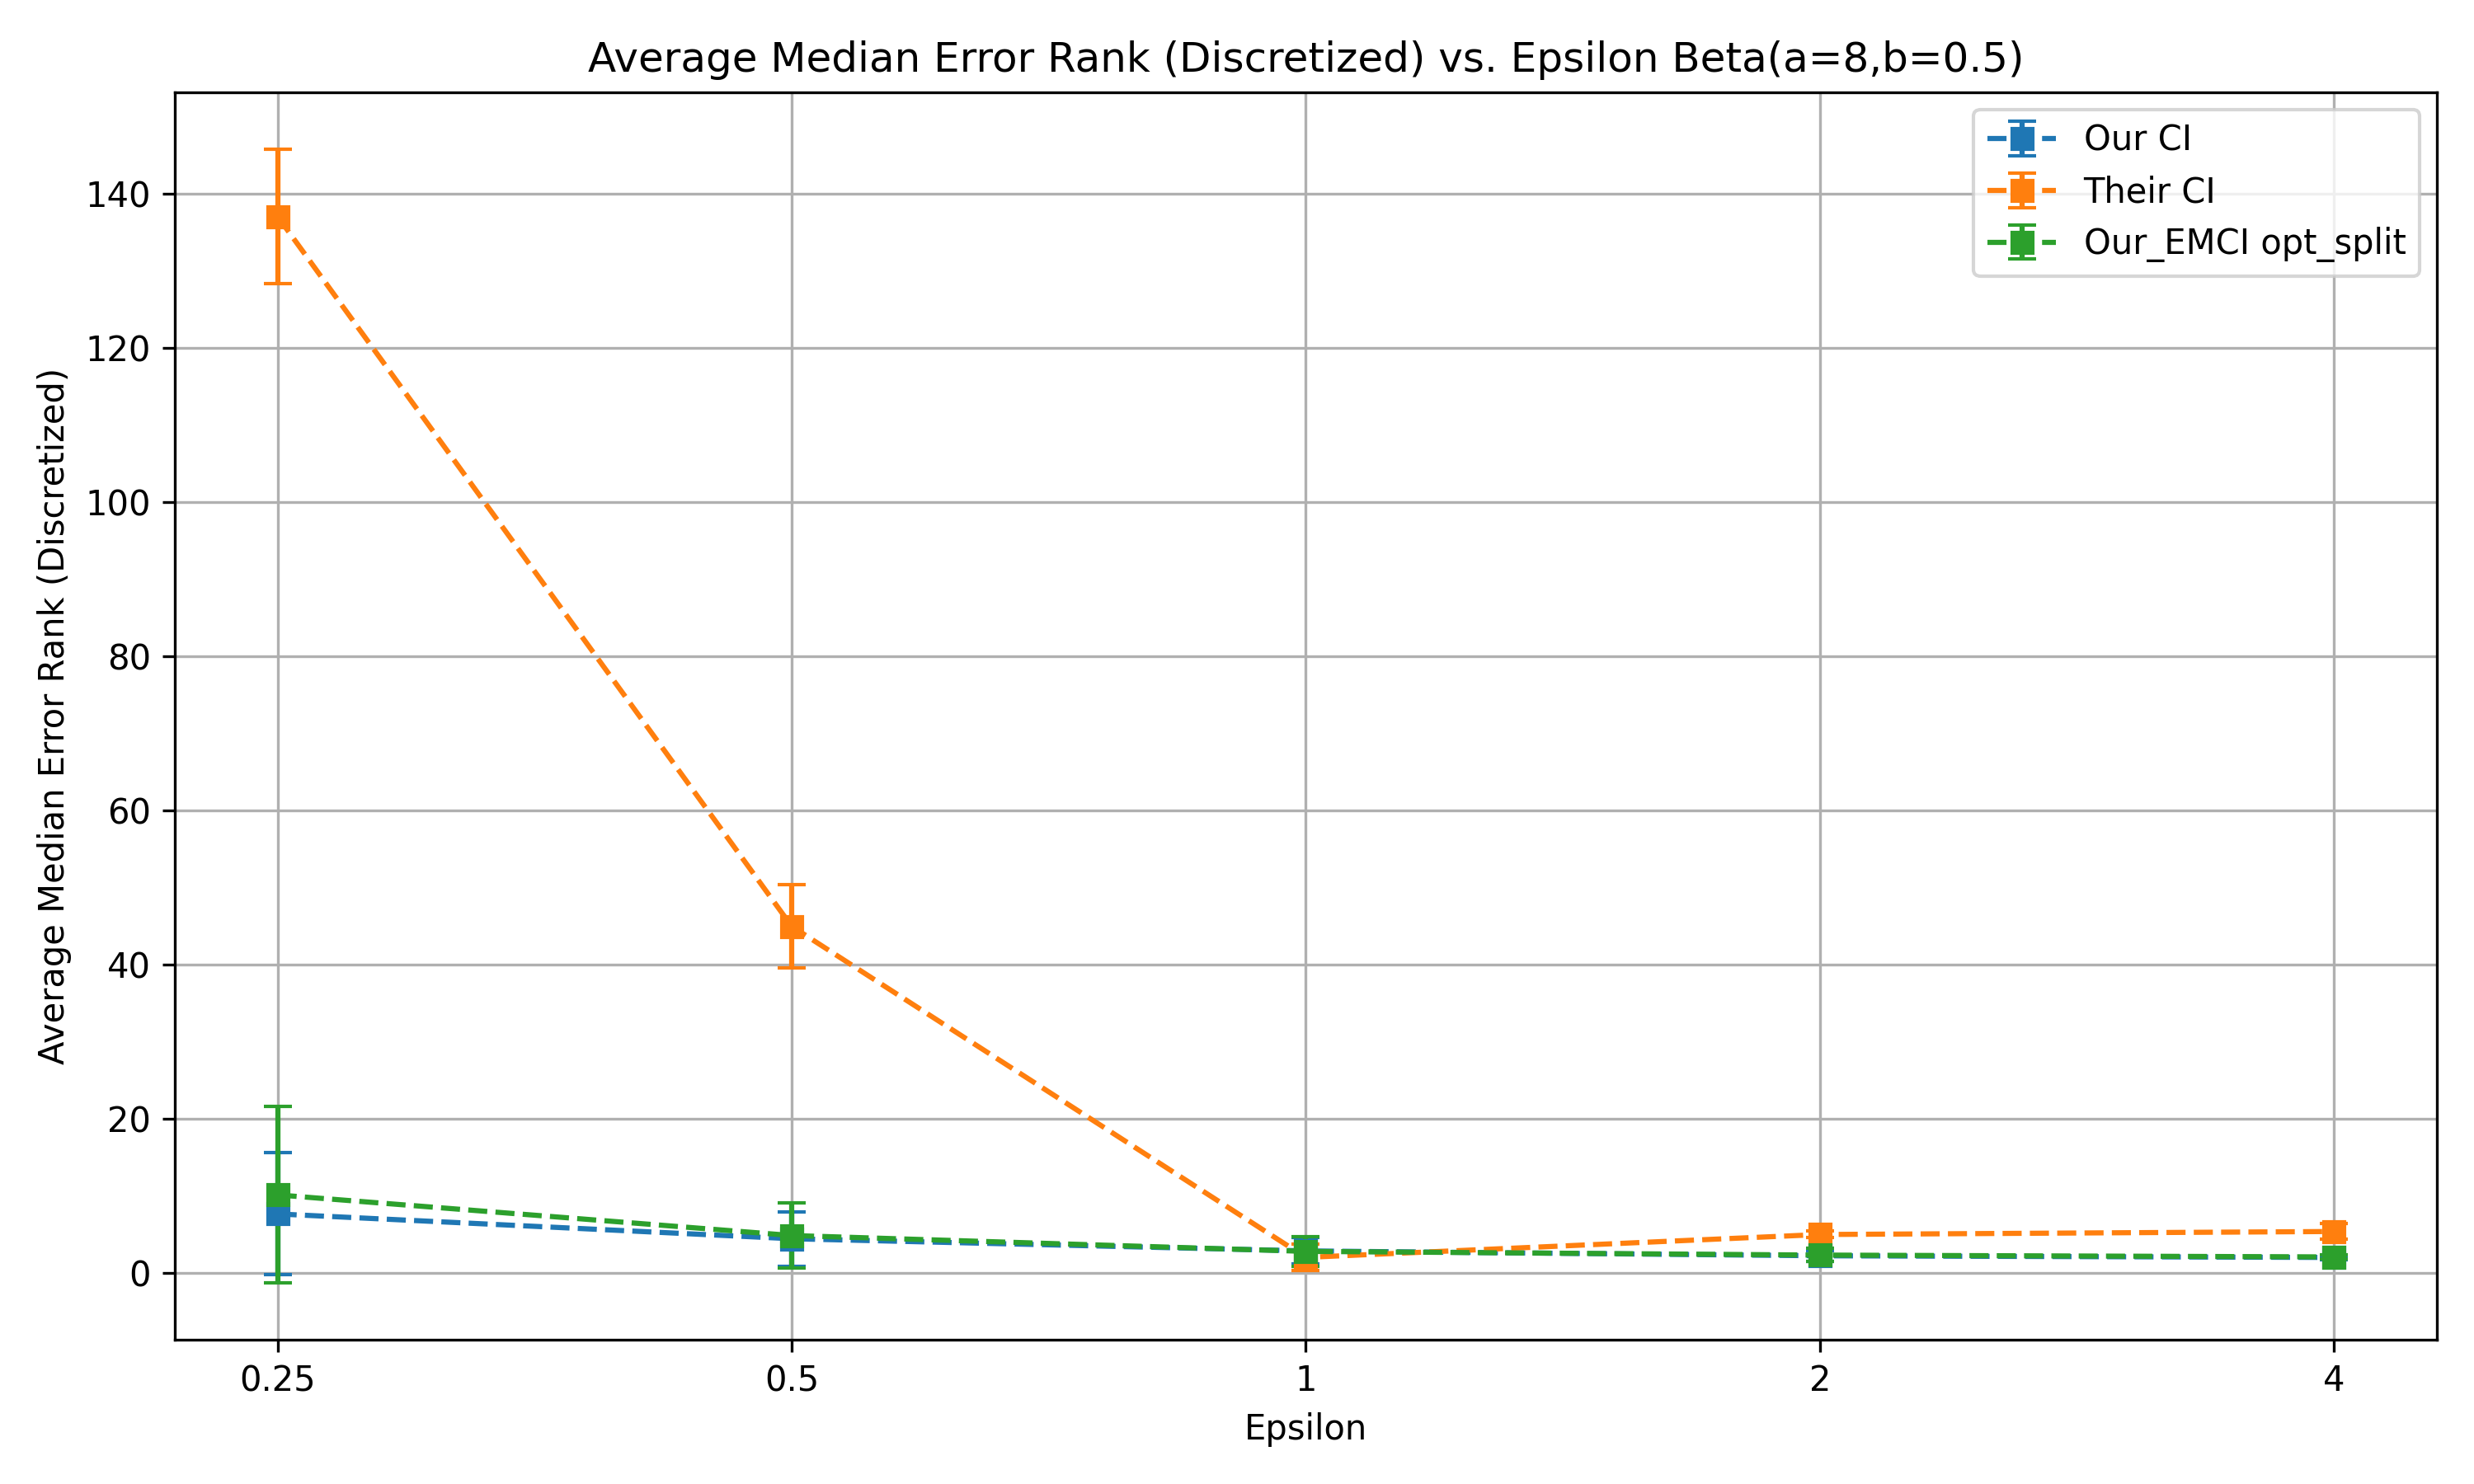 Average Median Error Rank (Discretized) vs. Epsilon Beta(a=8,b=0.5)
Our CI
Their CI
Our_EMCI opt_split
Average Median Error Rank (Discretized)
140
120
100
80
60
40
20
0
0.25 0.5 1 2 4
Epsilon